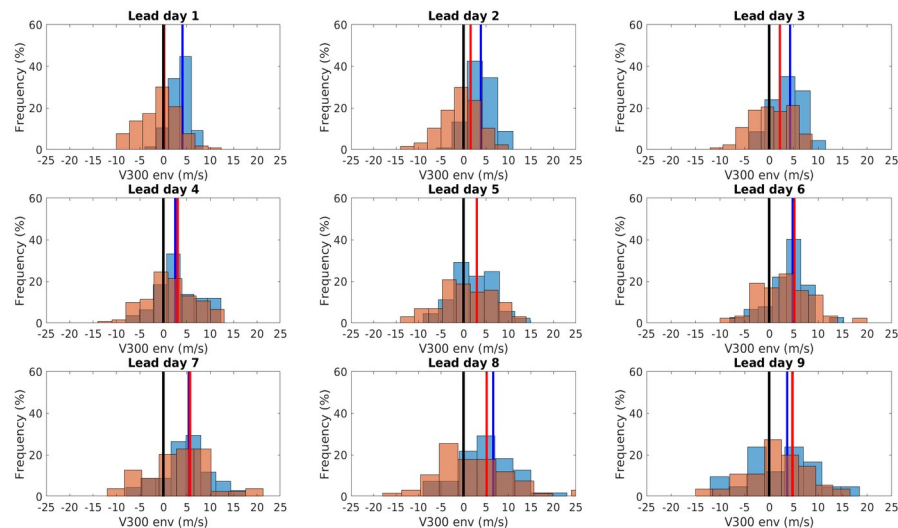 Lead day 1
Lead day 2
Lead day 3
60
40
20
0
Frequency (%)
-25 -20 -15 -10 -5 0 5 10 15 20 25
V300 env (m/s)
60
40
20
0
Frequency (%)
-25 -20 -15 -10 -5 0 5 10 15 20 25
V300 env (m/s)
60
40
20
0
Frequency (%)
-25 -20 -15 -10 -5 0 5 10 15 20 25
V300 env (m/s)
Lead day 4
Lead day 5
Lead day 6
60
40
20
0
Frequency (%)
-25 -20 -15 -10 -5 0 5 10 15 20 25
V300 env (m/s)
60
40
20
0
Frequency (%)
-25 -20 -15 -10 -5 0 5 10 15 20 25
V300 env (m/s)
60
40
20
0
Frequency (%)
-25 -20 -15 -10 -5 0 5 10 15 20 25
V300 env (m/s)
Lead day 7
Lead day 8
Lead day 9
60
40
20
0
Frequency (%)
-25 -20 -15 -10 -5 0 5 10 15 20 25
V300 env (m/s)
60
40
20
0
Frequency (%)
-25 -20 -15 -10 -5 0 5 10 15 20 25
V300 env (m/s)
60
40
20
0
Frequency (%)
-25 -20 -15 -10 -5 0 5 10 15 20 25
V300 env (m/s)